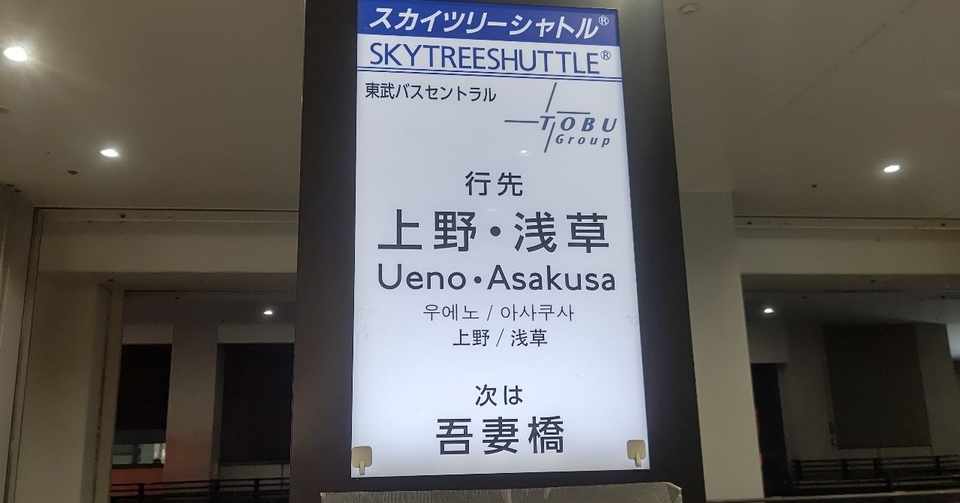 スカイツリーシャトル®
SKYTREESHUTTLE®
東武バスセントラル
TOBU
Group
行先
上野・浅草
Ueno・Asakusa
우에노 / 아사쿠사
上野 / 浅草
次は
吾妻橋